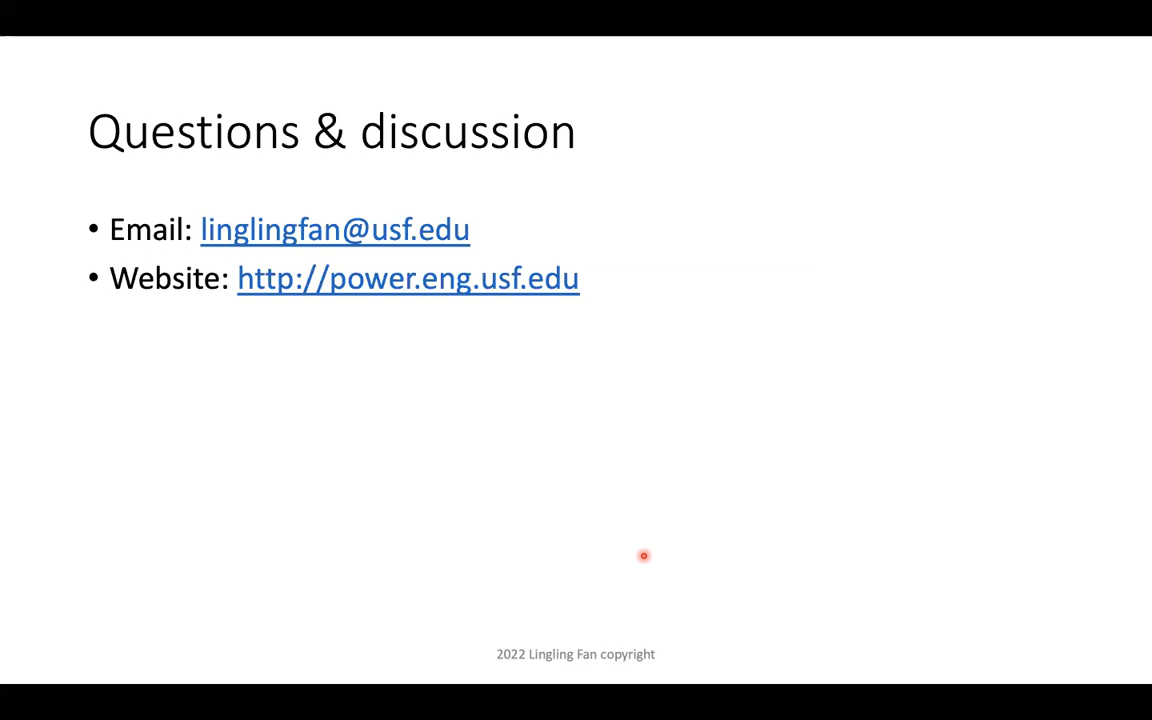 Questions & discussion
• Email: linglingfan@usf.edu
• Website: http://power.eng.usf.edu
2022 Lingling Fan copyright